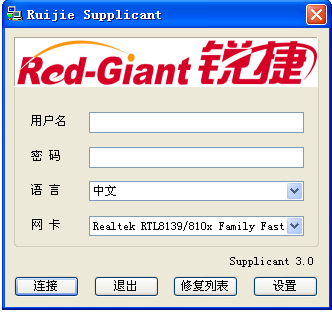 Ruijie Supplicant
Red-Giant 锐捷
用户名
密 码
语 言 中文
网 卡 Realtek RTL8139/810x Family Fast
Supplicant 3.0
连接 退出 修复列表 设置